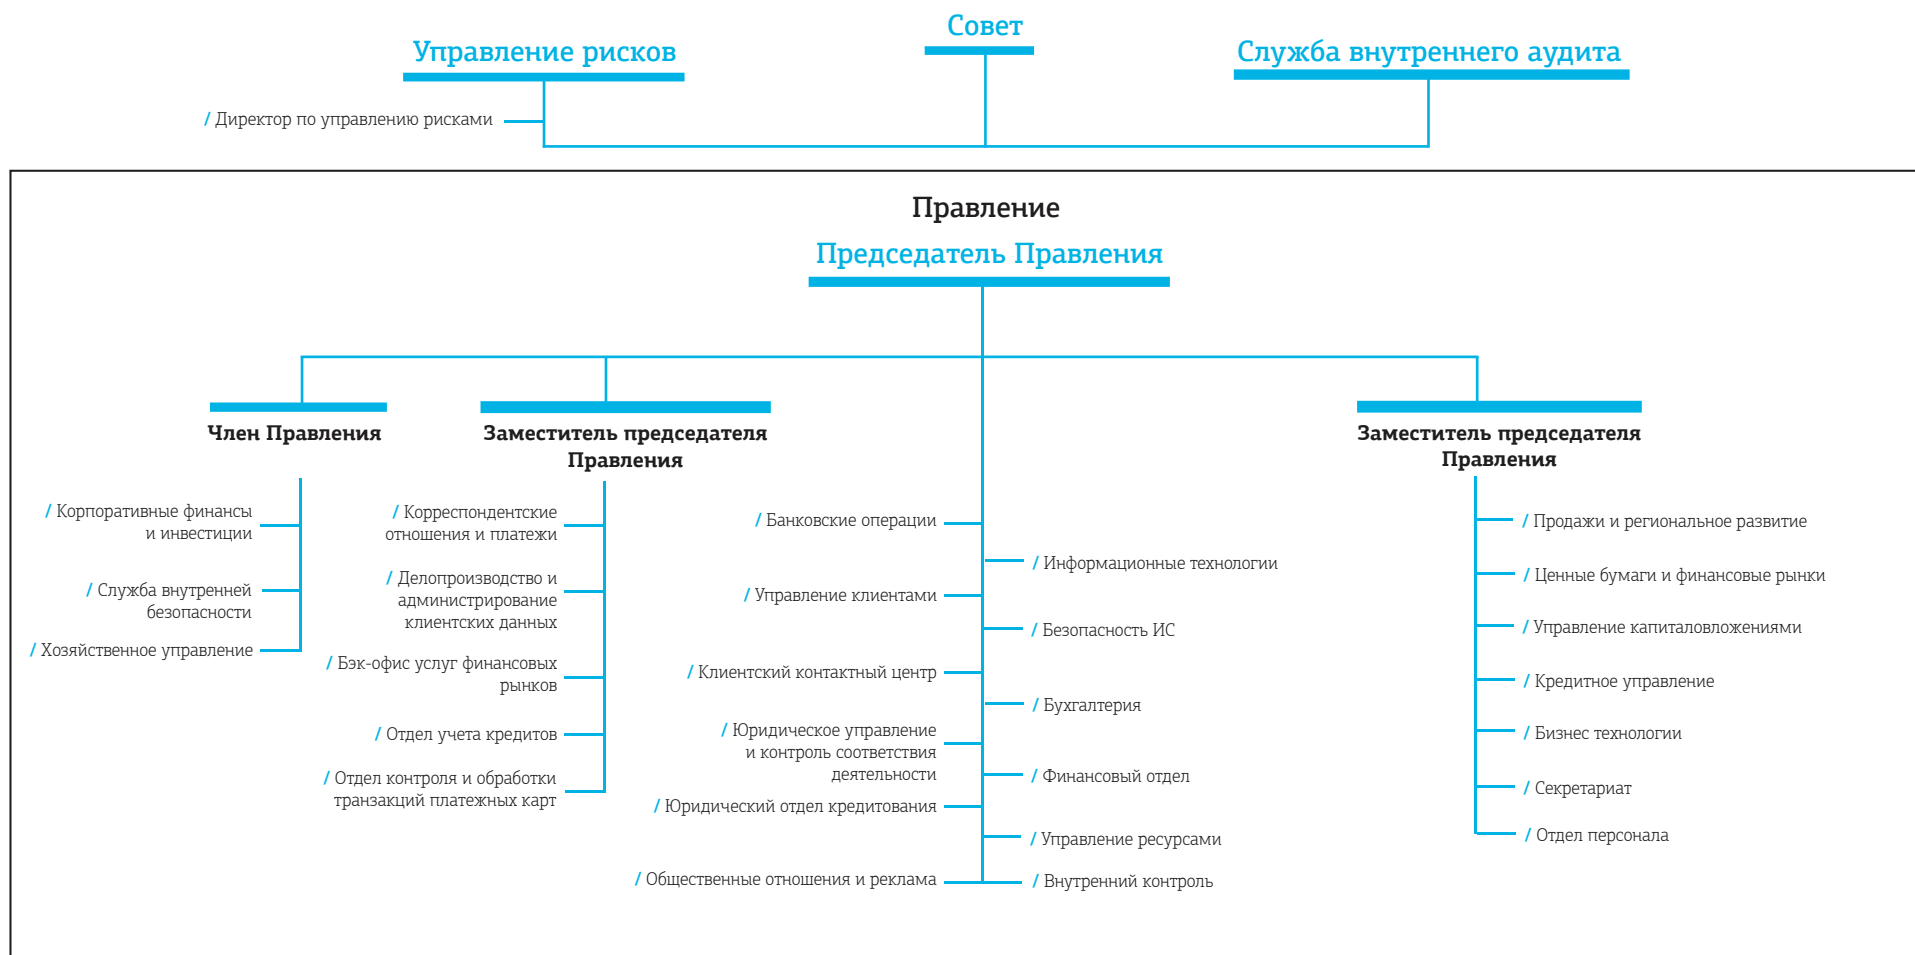 Совет
Управление рисков
Служба внутреннего аудита
/ Директор по управлению рисками
Правление
Председатель Правления
Член Правления
/ Корпоративные финансы
и инвестиции
/ Служба внутренней
безопасности
/ Хозяйственное управление
Заместитель председателя
Правления
/ Корреспондентские
отношения и платежи
/ Делопроизводство и
администрирование
клиентских данных
/ Бэк-офис услуг финансовых
рынков
/ Отдел учета кредитов
/ Отдел контроля и обработки
транзакций платежных карт
/ Банковские операции
/ Управление клиентами
/ Клиентский контактный центр
/ Юридическое управление
и контроль соответствия
деятельности
/ Юридический отдел кредитования
/ Общественные отношения и реклама
/ Информационные технологии
/ Безопасность ИС
/ Бухгалтерия
/ Финансовый отдел
/ Управление ресурсами
/ Внутренний контроль
Заместитель председателя
Правления
/ Продажи и региональное развитие
/ Ценные бумаги и финансовые рынки
/ Управление капиталовложениями
/ Кредитное управление
/ Бизнес технологии
/ Секретариат
/ Отдел персонала